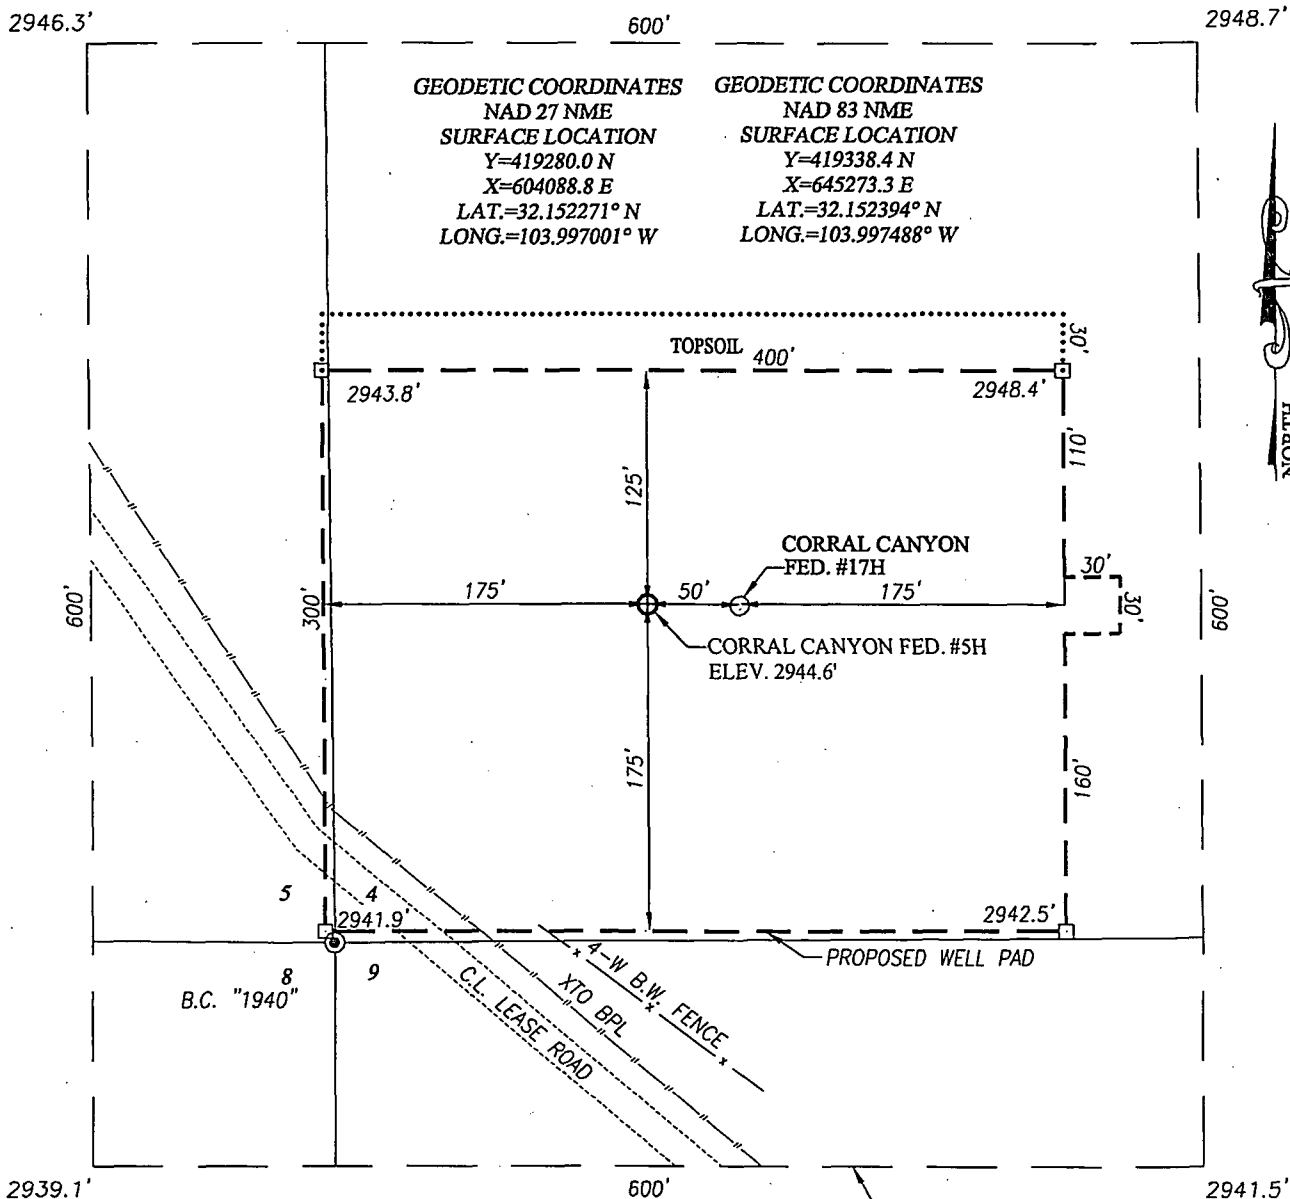 2946.3'
600'
2948.7'
GEODETIC COORDINATES
NAD 27 NME
SURFACE LOCATION
Y=419280.0 N
X=604088.8 E
LAT.=32.152271° N
LONG.=103.997001° W
GEODETIC COORDINATES
NAD 83 NME
SURFACE LOCATION
Y=419338.4 N
X=645273.3 E
LAT.=32.152394° N
LONG.=103.997488° W
NORTH
TOPSOIL
400'
30'
2943.8'
2948.4'
110'
125'
CORRAL CANYON
FED. #17H
30'
175'
50'
175'
30'
600'
300'
600'
CORRAL CANYON FED. #5H
ELEV. 2944.6'
175'
160'
5
4
2941.9'
2942.5'
PROPOSED WELL PAD
8
9
B.C. "1940"
4-W B.W. FENCE
XTO BPL
C.L. LEASE ROAD
2939.1'
600'
2941.5'